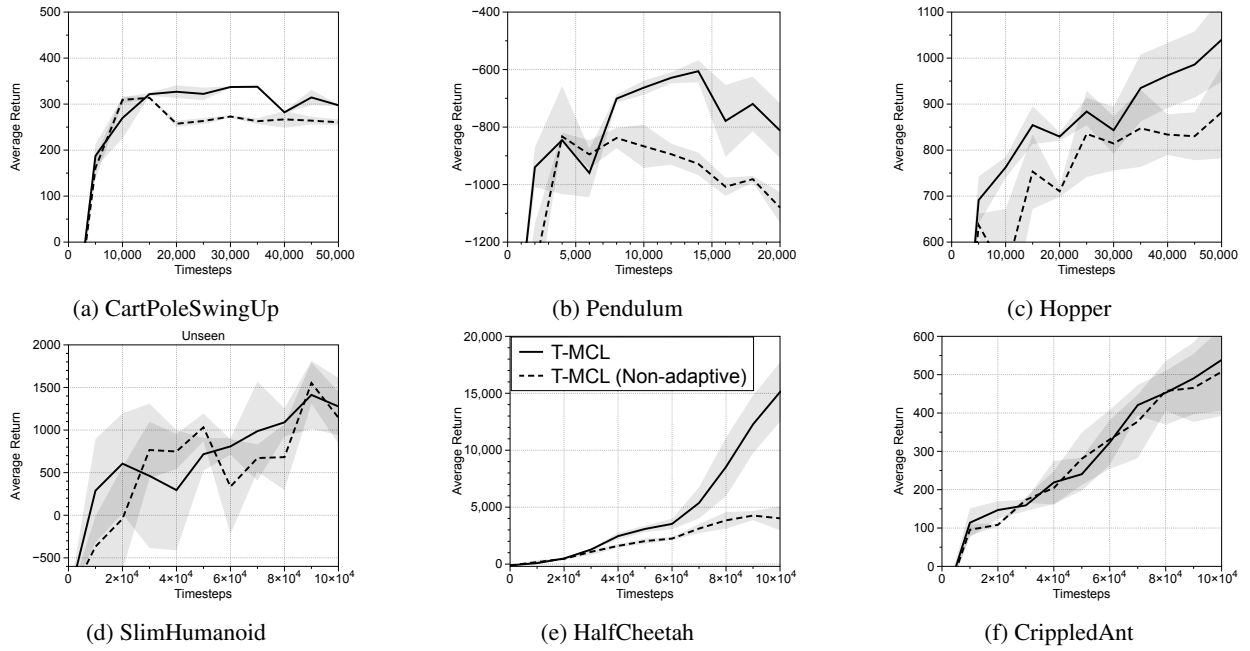 500
400
300
200
100
0
Average Return
0 10,000 20,000 30,000 40,000 50,000
Timesteps
(a) CartPoleSwingUp
−400
−600
−800
−1000
−1200
Average Return
0 5,000 10,000 15,000 20,000
Timesteps
(b) Pendulum
1100
1000
900
800
700
600
Average Return
0 10,000 20,000 30,000 40,000 50,000
Timesteps
(c) Hopper
Unseen
2000
1500
1000
500
0
−500
Average Return
0 2×10⁴ 4×10⁴ 6×10⁴ 8×10⁴ 10×10⁴
Timesteps
(d) SlimHumanoid
20,000
15,000
10,000
5,000
0
Average Return
T-MCL
T-MCL (Non-adaptive)
0 2×10⁴ 4×10⁴ 6×10⁴ 8×10⁴ 10×10⁴
Timesteps
(e) HalfCheetah
600
500
400
300
200
100
0
Average Return
0 2×10⁴ 4×10⁴ 6×10⁴ 8×10⁴ 10×10⁴
Timesteps
(f) CrippledAnt